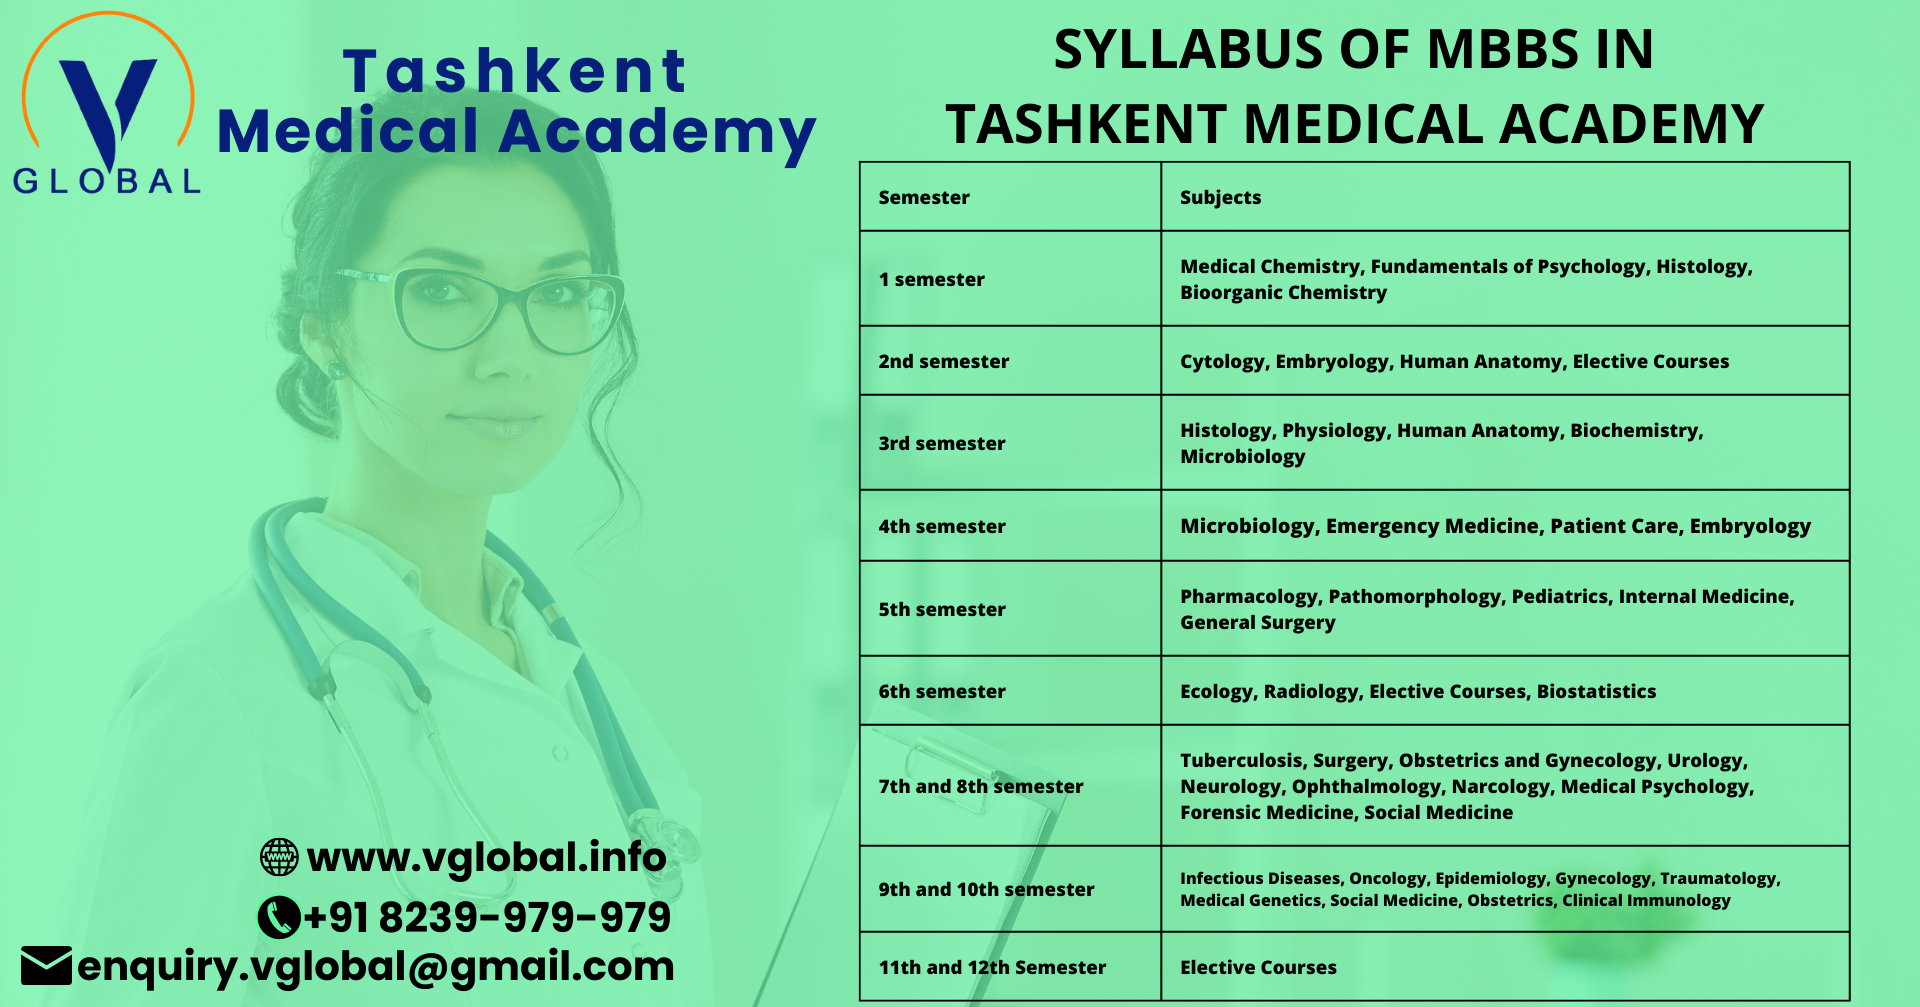 V
GLOBAL
Tashkent
Medical Academy
www
www.vglobal.info
+91 8239-979-979
enquiry.vglobal@gmail.com
SYLLABUS OF MBBS IN
TASHKENT MEDICAL ACADEMY
Semester
Subjects
1 semester
Medical Chemistry, Fundamentals of Psychology, Histology,
Bioorganic Chemistry
2nd semester
Cytology, Embryology, Human Anatomy, Elective Courses
3rd semester
Histology, Physiology, Human Anatomy, Biochemistry,
Microbiology
4th semester
Microbiology, Emergency Medicine, Patient Care, Embryology
5th semester
Pharmacology, Pathomorphology, Pediatrics, Internal Medicine,
General Surgery
6th semester
Ecology, Radiology, Elective Courses, Biostatistics
7th and 8th semester
Tuberculosis, Surgery, Obstetrics and Gynecology, Urology,
Neurology, Ophthalmology, Narcology, Medical Psychology,
Forensic Medicine, Social Medicine
9th and 10th semester
Infectious Diseases, Oncology, Epidemiology, Gynecology, Traumatology,
Medical Genetics, Social Medicine, Obstetrics, Clinical Immunology
11th and 12th Semester
Elective Courses